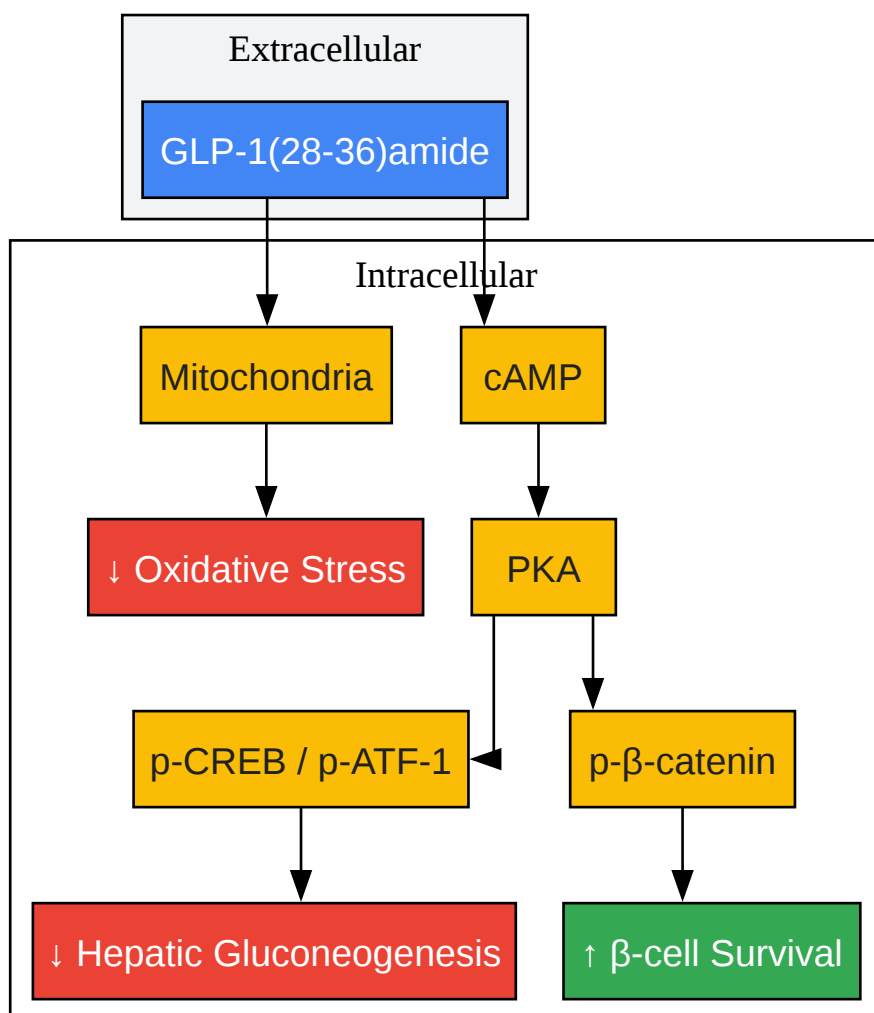 Extracellular
GLP-1(28-36)amide
Intracellular
Mitochondria
cAMP
↓ Oxidative Stress
PKA
p-CREB / p-ATF-1
p-β-catenin
↓ Hepatic Gluconeogenesis
↑ β-cell Survival